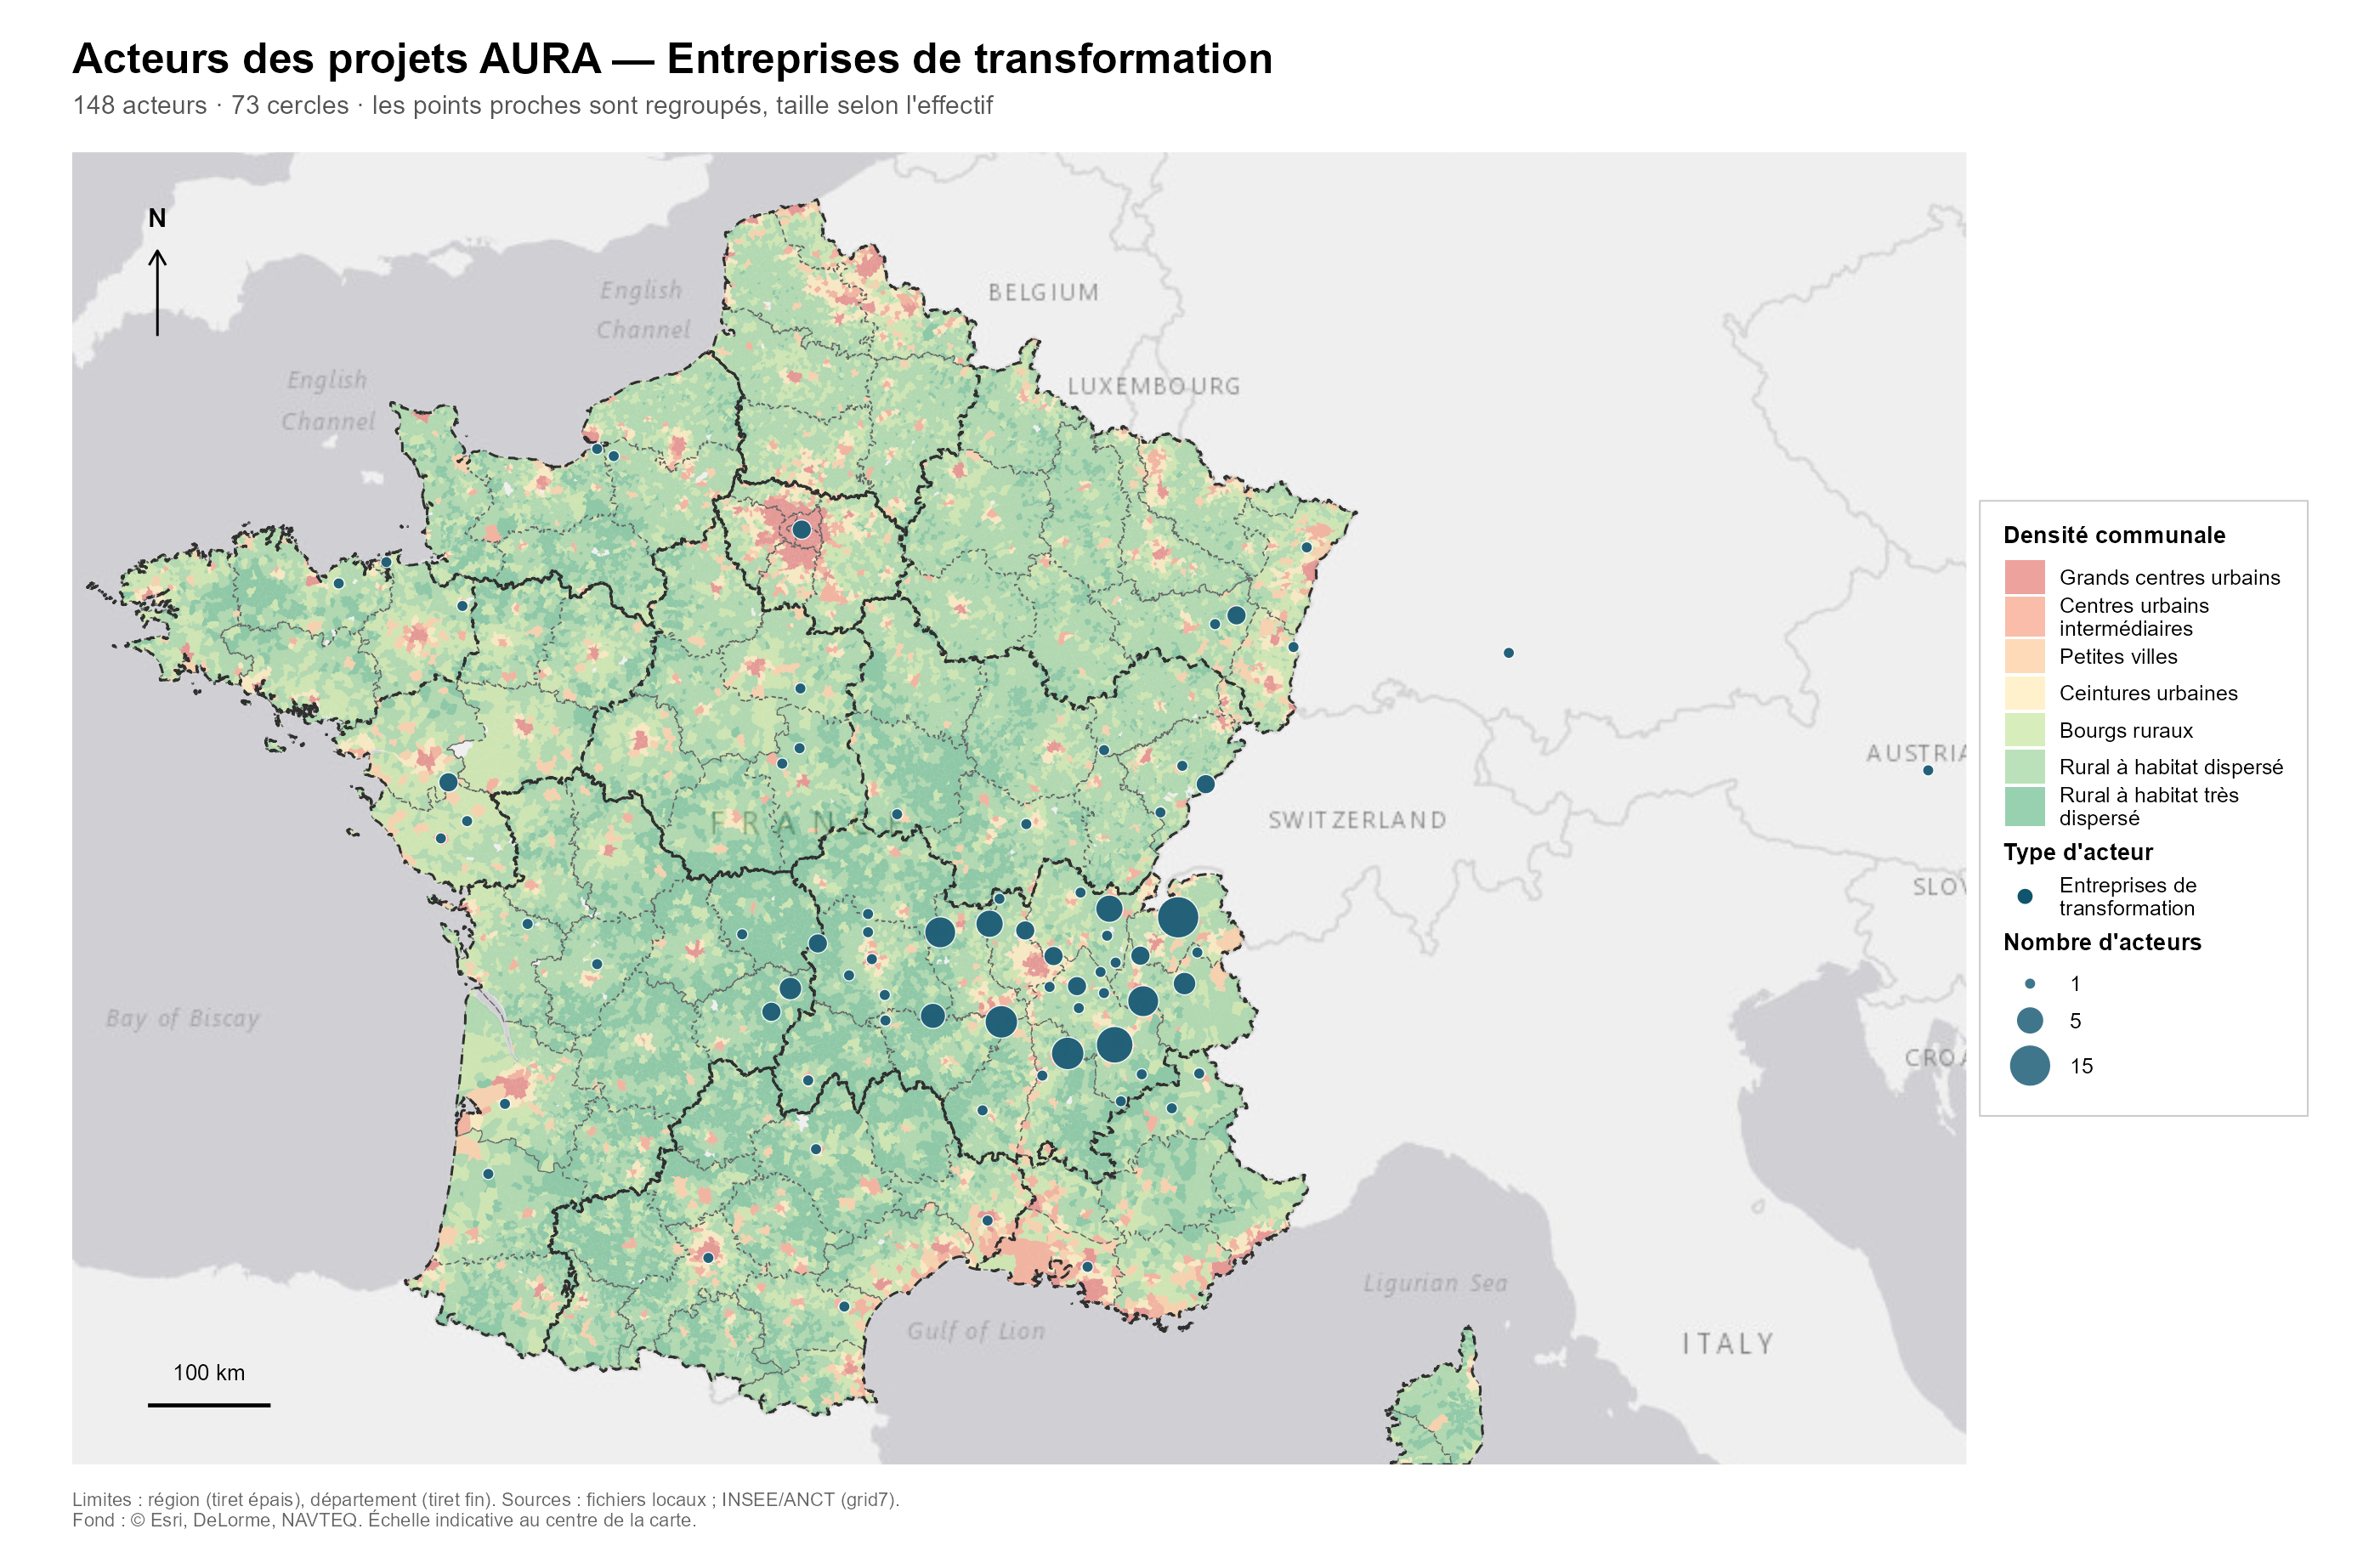 Acteurs des projets AURA — Entreprises de transformation
148 acteurs · 73 cercles · les points proches sont regroupés, taille selon l'effectif
N
English
Channel
BELGIUM
English
Channel
LUXEMBOURG
AUSTRIA
FRANCE
SWITZERLAND
SLOV
Bay of Biscay
CROA
Ligurian Sea
Gulf of Lion
ITALY
100 km
Densité communale
Grands centres urbains
Centres urbains
intermédiaires
Petites villes
Ceintures urbaines
Bourgs ruraux
Rural à habitat dispersé
Rural à habitat très
dispersé
Type d'acteur
Entreprises de
transformation
Nombre d'acteurs
1
5
15
Limites : région (tiret épais), département (tiret fin). Sources : fichiers locaux ; INSEE/ANCT (grid7).
Fond : © Esri, DeLorme, NAVTEQ. Échelle indicative au centre de la carte.